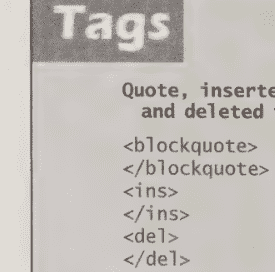 Tags
Quote, inserte
and deleted
<blockquote>
</blockquote>
<ins>
</ins>
<del>
</del>